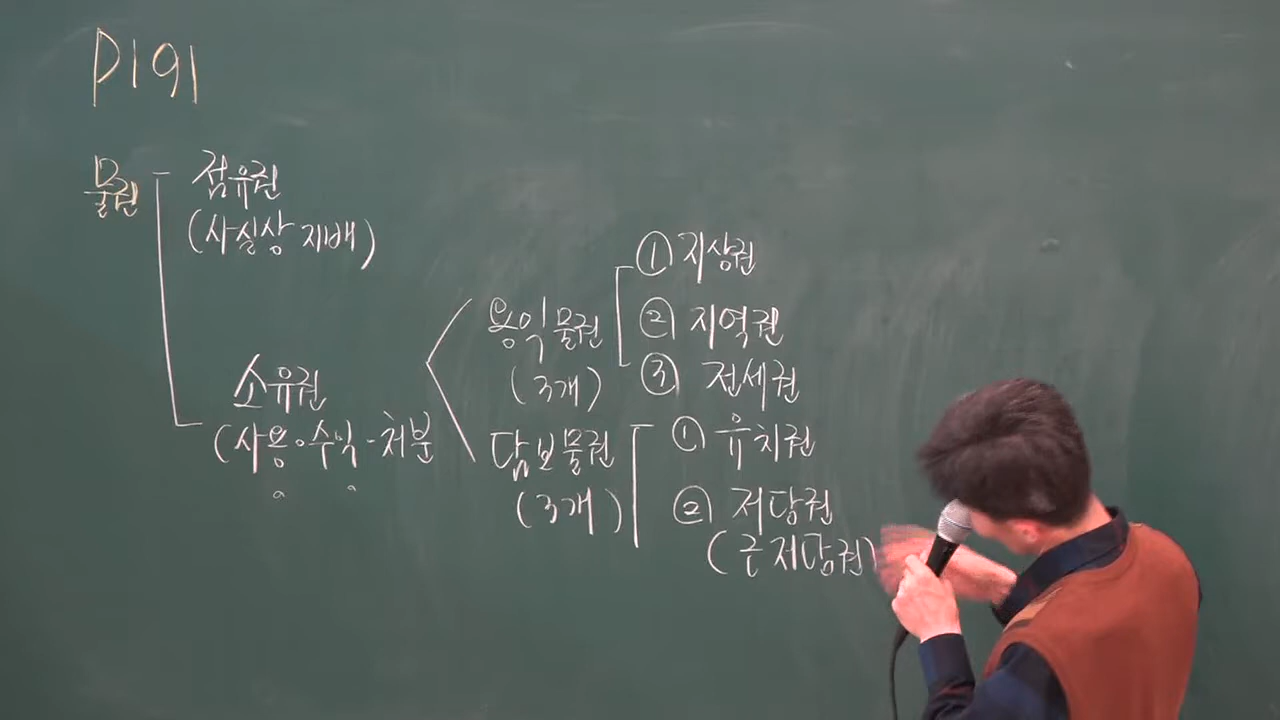 P191
물권
점유권
(사실상 지배)
소유권
(사용·수익·처분
용익물권
(3개)
① 지상권
② 지역권
③ 전세권
담보물권
(3개)
① 유치권
② 저당권
(근저당권)